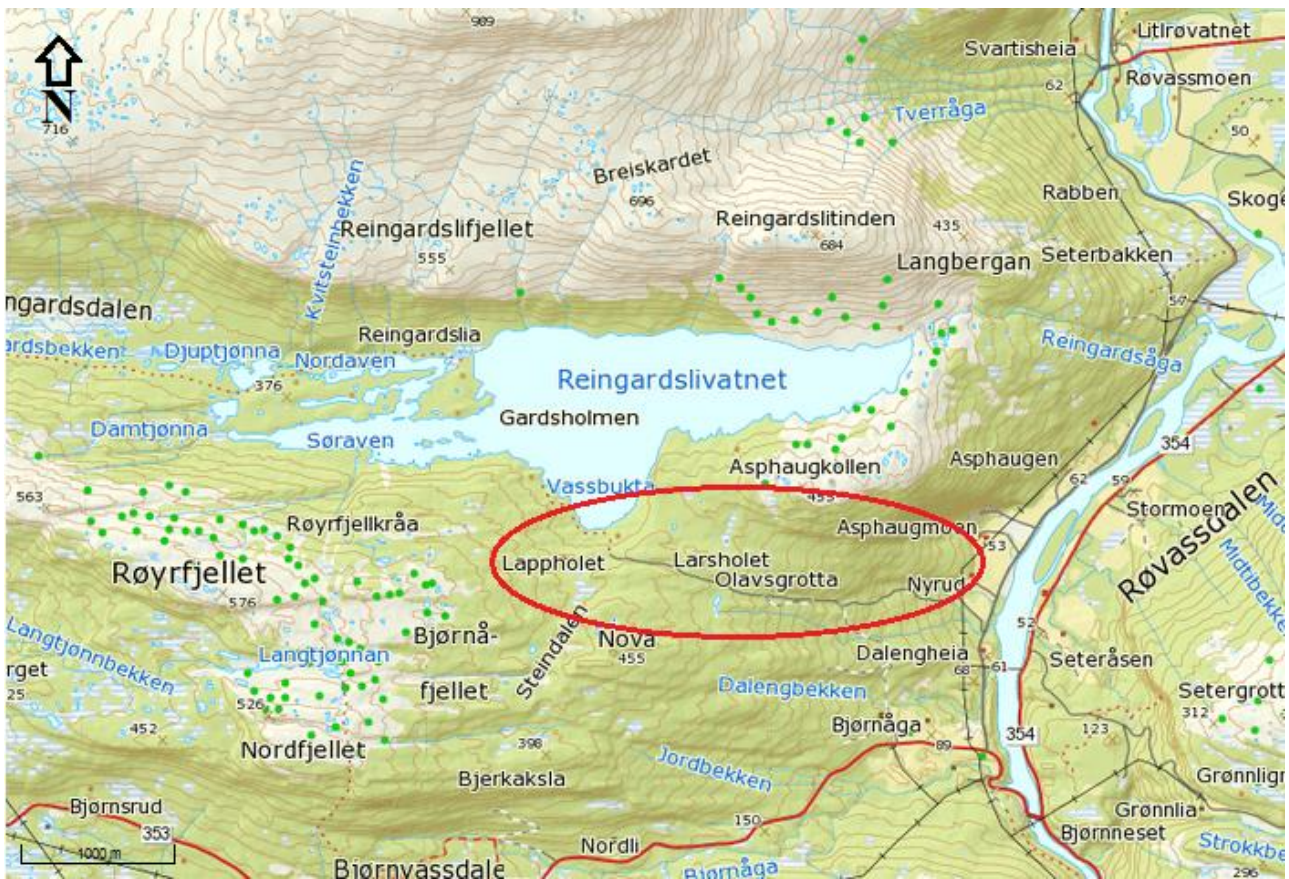 989
Litlrøvatnet
Svartisheia
N
Røvassmoen
62
716
Tverråga
50
Breiskardet
Rabben
696
Skoge
Kvitsteinbekken
Reingardslitinden
435
Reingardslifjellet
684
555
Langbergan
Seterbakken
57
ngardsdalen
Reingardslia
Reingardsåga
ardsbekken
Djuptjønna
Nordaven
376
Reingardslivatnet
Gardsholmen
Damtjønna
Søraven
354
Asphaugkollen
Asphaugen
563
Vassbukta
62
59
453
Stormoen
Røyrfjellkråa
Asphaugmoen
53
Lappholet
Larsholet
Røyrfjellet
Olavsgrotta
Nyrud
Røvassdalen
576
Midtibekken
52
Langtjønnbekken
Bjørnå-
Steindalen
Nova
455
Langtjønnan
Dalengheia
68
61
Seteråsen
rget
25
fjellet
Dalengbekken
Setergrott
526
312
452
Bjørnåga
354
123
Nordfjellet
398
89
Jordbekken
Bjerkaksla
Grønnligr
Bjørnsrud
Grønnlia
353
150
Bjørnneset
1000 m
Nordli
Strokkbe
Bjørnvassdale
Bjørnåga
296